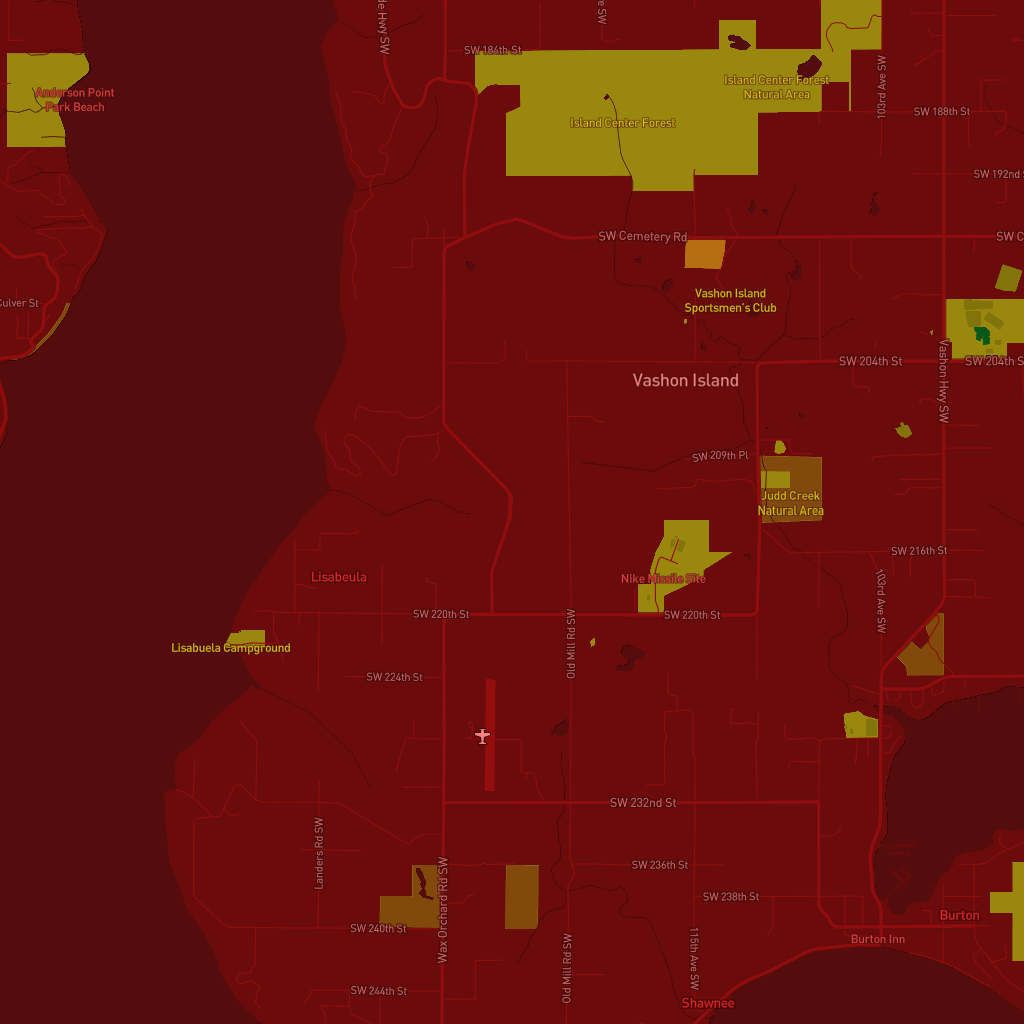 de Hwy SW
SW
SW 184th St
Island Center Forest
Natural Area
103rd Ave SW
Anderson Point
Park Beach
SW 188th St
Island Center Forest
SW 192nd S
SW Cemetery Rd
SW C
Vashon Island
Sportsmen's Club
Culver St
SW 204th St
SW 204th S
Vashon Hwy SW
Vashon Island
SW 209th Pl
Judd Creek
Natural Area
SW 216th St
Lisabeula
Nike Missile Site
103rd Ave SW
SW 220th St
SW 220th St
Old Mill Rd SW
Lisabuela Campground
SW 224th St
SW 232nd St
Landers Rd SW
SW 236th St
Wax Orchard Rd SW
SW 238th St
Burton
SW 240th St
Burton Inn
Old Mill Rd SW
115th Ave SW
SW 244th St
Shawnee